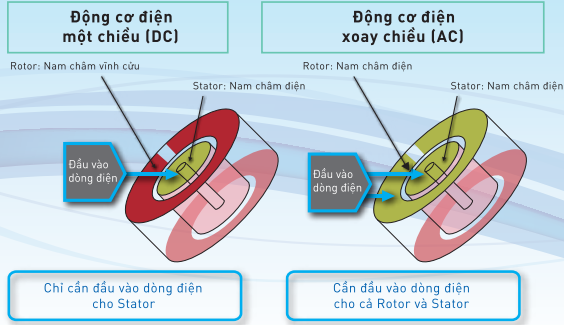 Động cơ điện
một chiều (DC)
Rotor: Nam châm vĩnh cửu
Stator: Nam châm điện
Đầu vào
dòng điện
Chỉ cần đầu vào dòng điện
cho Stator
Động cơ điện
xoay chiều (AC)
Rotor: Nam châm điện
Stator: Nam châm điện
Đầu vào
dòng điện
Cần đầu vào dòng điện
cho cả Rotor và Stator